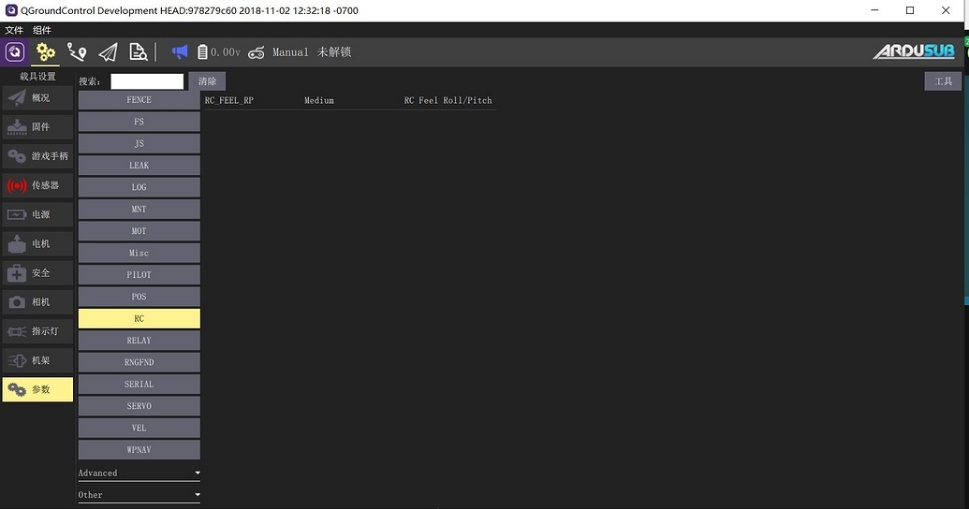 QGroundControl Development HEAD:978279c60 2018-11-02 12:32:18 -0700
文件 组件
0.00v Manual 未解锁 ARDUSUB
载具设置 搜索： 清除 工具
概况
固件
游戏手柄
传感器
电源
电机
安全
相机
指示灯
机架
参数
FENCE
FS
JS
LEAK
LOG
MNT
MOT
Misc
PILOT
POS
RC
RELAY
RNGFND
SERIAL
SERVO
VEL
WPNAV
Advanced
Other
RC_FEEL_RP Medium RC Feel Roll/Pitch